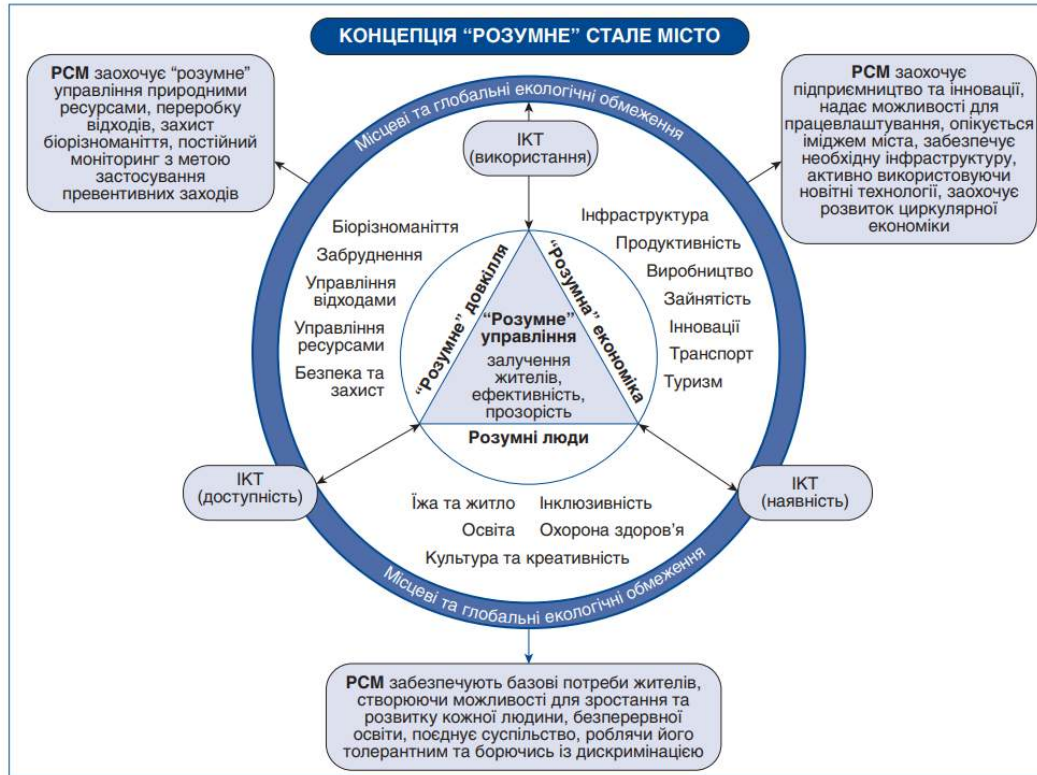 КОНЦЕПЦІЯ “РОЗУМНЕ” СТАЛЕ МІСТО
РСМ заохочує “розумне”
управління природними
ресурсами, переробку
відходів, захист
біорізноманіття, постійний
моніторинг з метою
застосування
превентивних заходів
РСМ заохочує
підприємництво та інновації,
надає можливості для
працевлаштування, опікується
іміджем міста, забезпечує
необхідну інфраструктуру,
активно використовуючи
новітні технології, заохочує
розвиток циркулярної
економіки
Місцеві та глобальні екологічні обмеження
ІКТ
(використання)
Біорізноманіття
Забруднення
Управління
відходами
Управління
ресурсами
Безпека та
захист
Інфраструктура
Продуктивність
Виробництво
Зайнятість
Інновації
Транспорт
Туризм
“Розумне” довкілля
“Розумна” економіка
“Розумне”
управління
залучення
жителів,
ефективність,
прозорість
Розумні люди
ІКТ
(доступність)
ІКТ
(наявність)
Їжа та житло Інклюзивність
Освіта Охорона здоров’я
Культура та креативність
Місцеві та глобальні екологічні обмеження
РСМ забезпечують базові потреби жителів,
створюючи можливості для зростання та
розвитку кожної людини, безперервної
освіти, поєднує суспільство, роблячи його
толерантним та борючись із дискримінацією